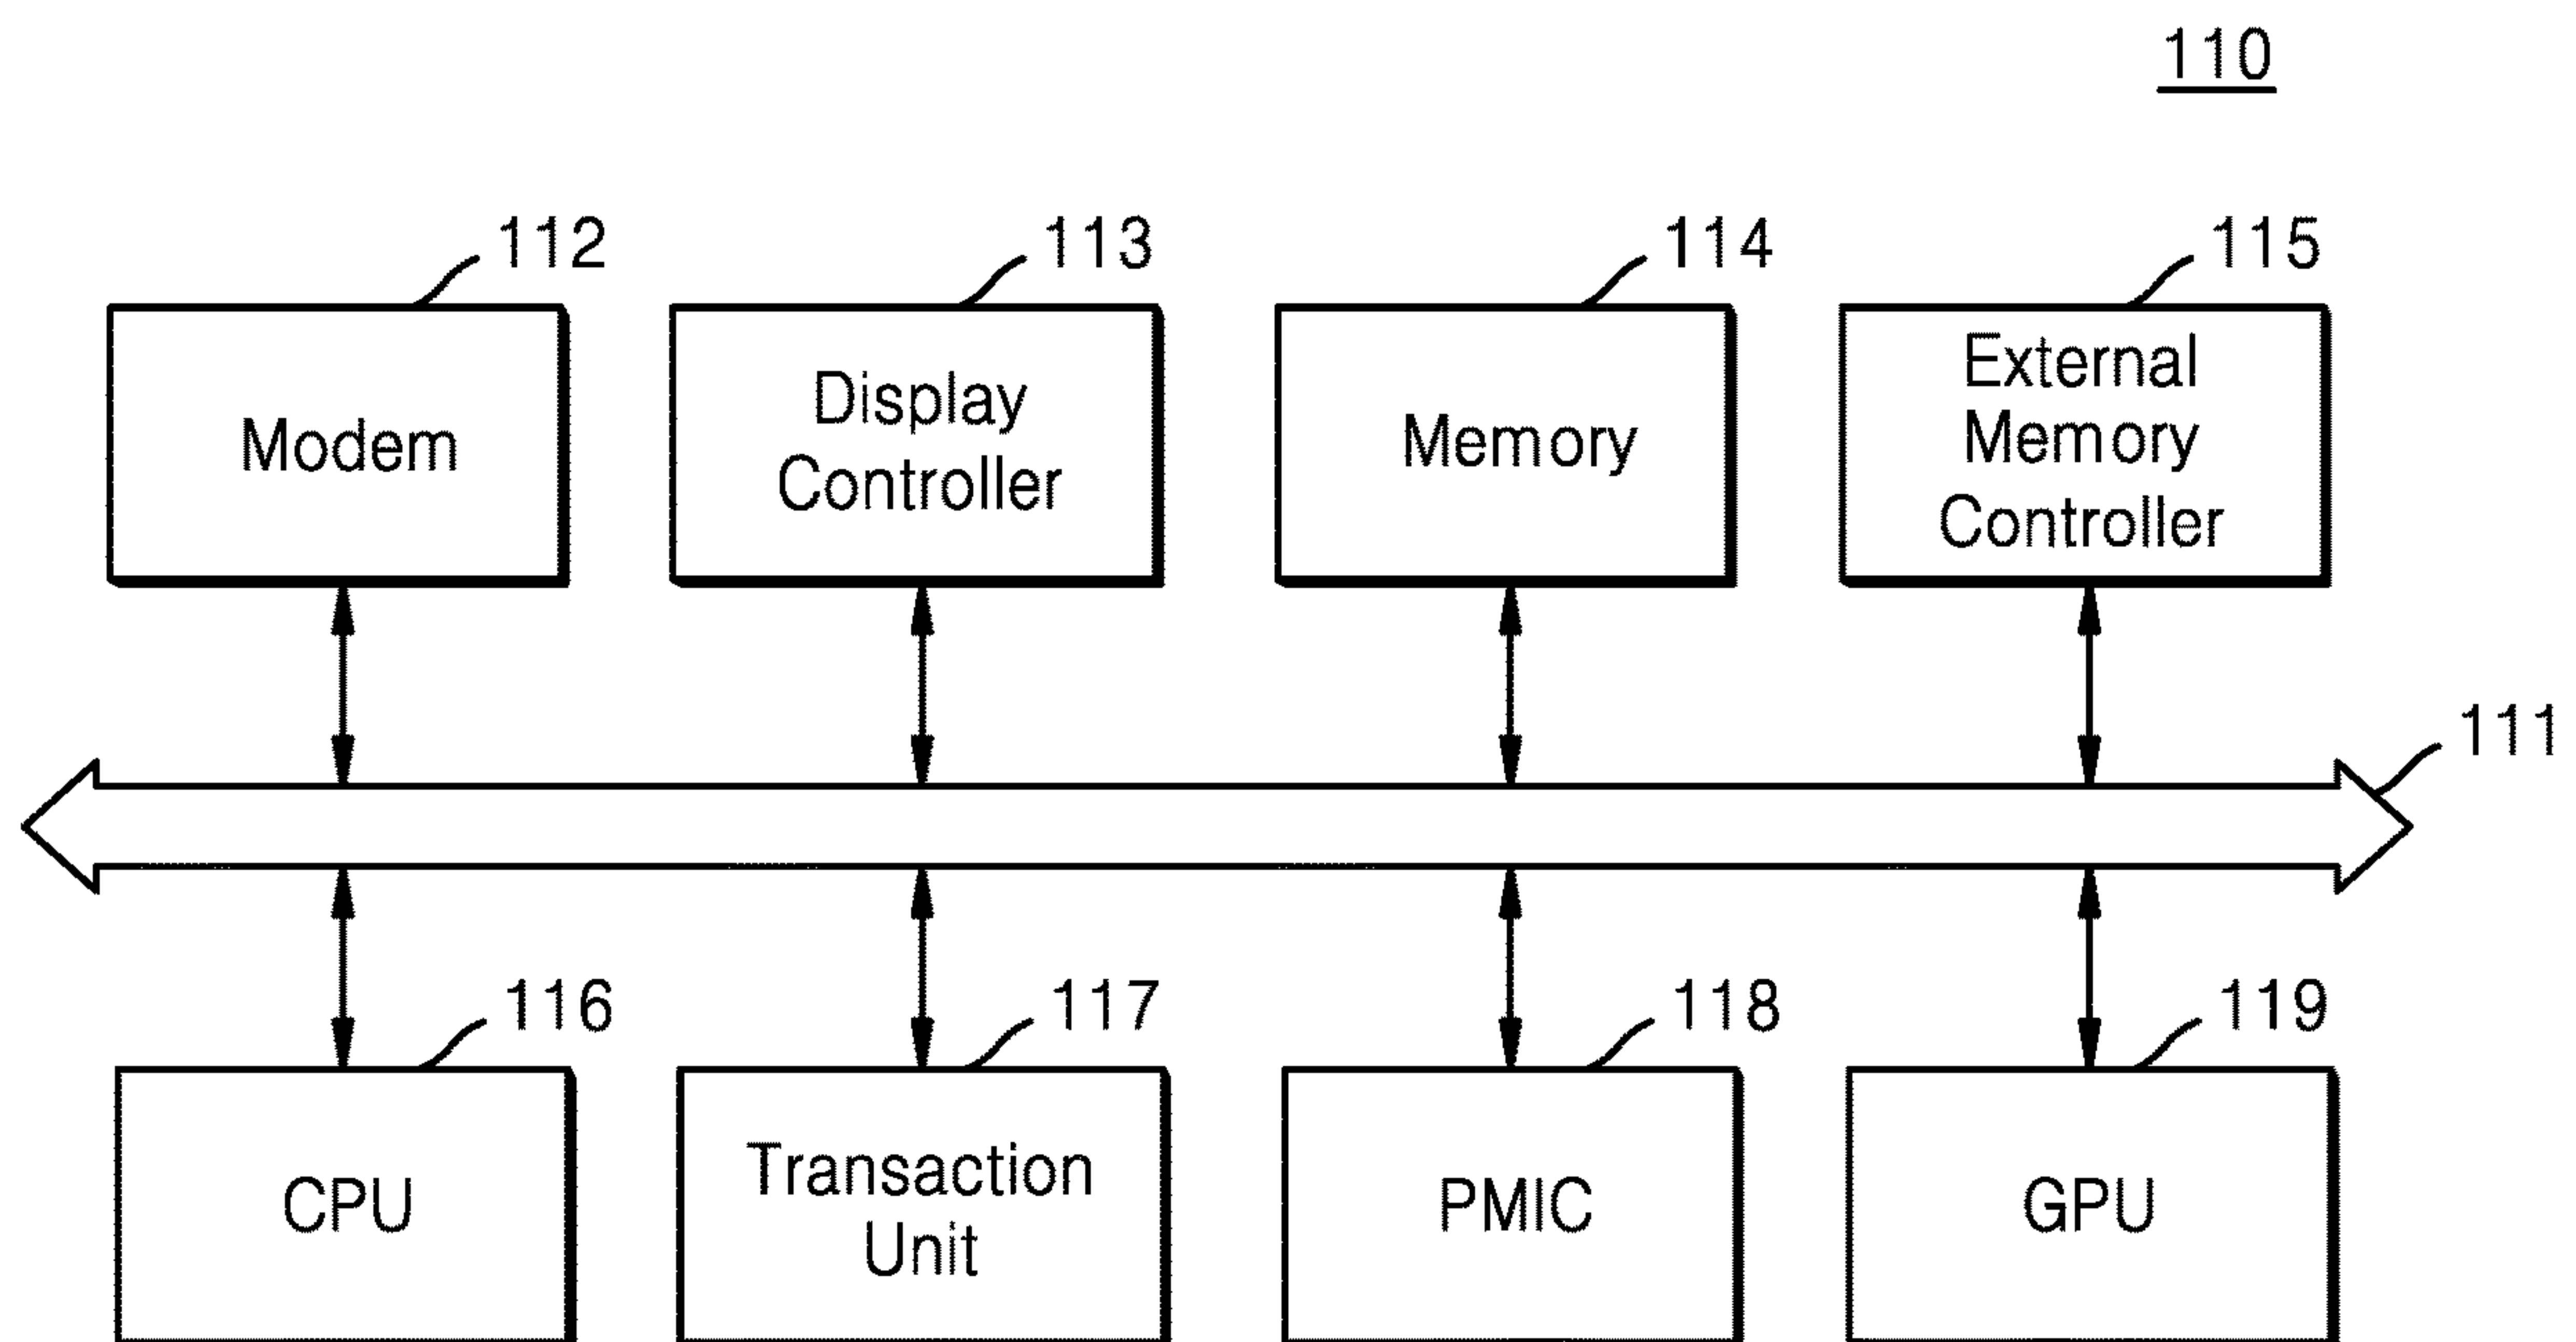 110
112
113
114
115
Modem
Display
Controller
Memory
External
Memory
Controller
111
116
117
118
119
CPU
Transaction
Unit
PMIC
GPU